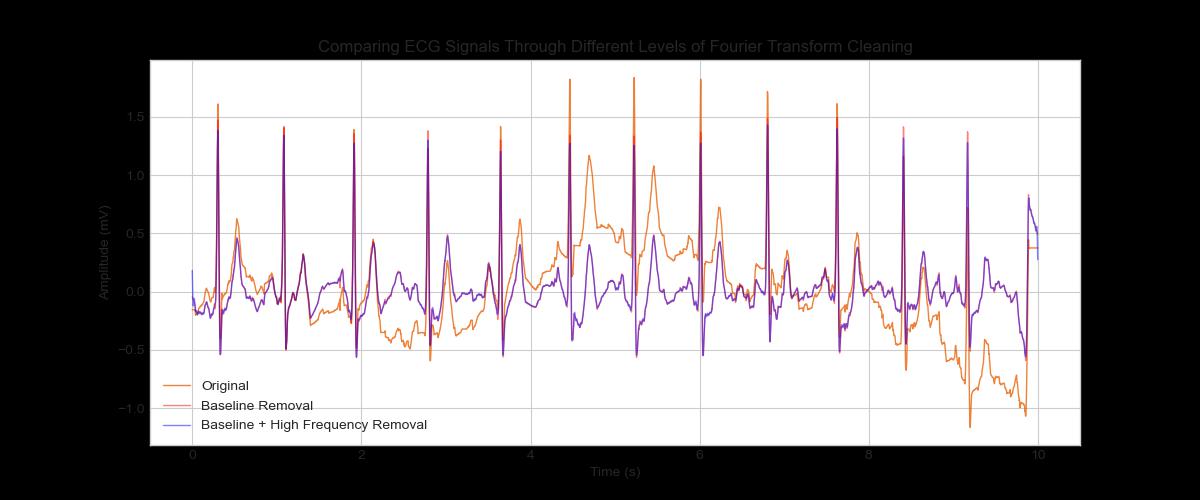 Comparing ECG Signals Through Different Levels of Fourier Transform Cleaning
Amplitude (mV)
1.5
1.0
0.5
0.0
−0.5
−1.0
Original
Baseline Removal
Baseline + High Frequency Removal
0 2 4 6 8 10
Time (s)